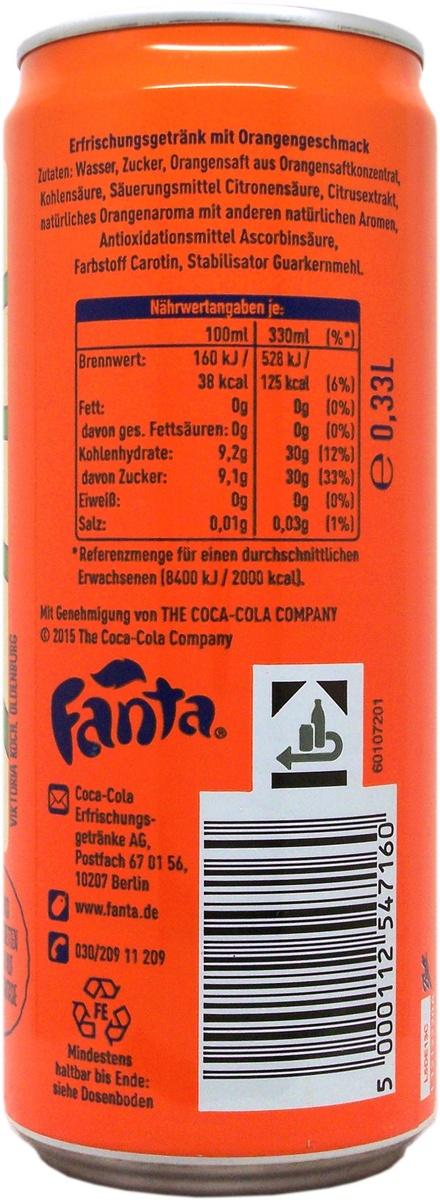 Erfrischungsgetränk mit Orangengeschmack
Zutaten: Wasser, Zucker, Orangensaft aus Orangensaftkonzentrat,
Kohlensäure, Säuerungsmittel Citronensäure, Citrusextrakt,
natürliches Orangenaroma mit anderen natürlichen Aromen,
Antioxidationsmittel Ascorbinsäure,
Farbstoff Carotin, Stabilisator Guarkernmehl.
Nährwertangaben je:
100ml 330ml (%*)
Brennwert: 160 kJ / 528 kJ /
38 kcal 125 kcal (6%)
Fett: 0g 0g (0%)
davon ges. Fettsäuren: 0g 0g (0%)
Kohlenhydrate: 9,2g 30g (12%)
davon Zucker: 9,1g 30g (33%)
Eiweiß: 0g 0g (0%)
Salz: 0,01g 0,03g (1%)
e 0,33L
*Referenzmenge für einen durchschnittlichen
Erwachsenen (8400 kJ / 2000 kcal).
Mit Genehmigung von THE COCA-COLA COMPANY
© 2015 The Coca-Cola Company
VIKTORIA KOCH, OLDENBURG
Fanta®
60107201
Coca-Cola
Erfrischungs-
getränke AG,
Postfach 67 01 56,
10207 Berlin
www.fanta.de
030/209 11 209
FE
Mindestens
haltbar bis Ende:
siehe Dosenboden
5 000112 547160
Ball